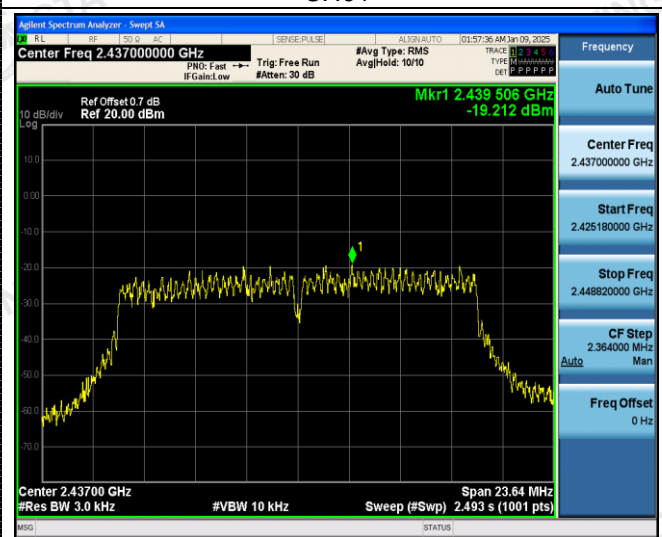 Agilent Spectrum Analyzer - Swept SA
RL RF 50 Ω AC SENSE:PULSE ALIGNAUTO 01:57:36 AM Jan 09, 2025
Center Freq 2.437000000 GHz
PNO: Fast
IFGain:Low
Trig: Free Run
#Atten: 30 dB
#Avg Type: RMS
Avg|Hold: 10/10
TRACE 1 2 3 4 5 6
TYPE M
DET P P P P P P
Frequency
Mkr1 2.439 506 GHz
-19.212 dBm
Ref Offset 0.7 dB
10 dB/div Ref 20.00 dBm
Log
10.0
0.00
-10.0
-20.0
-30.0
-40.0
-50.0
-60.0
-70.0
1
Center 2.43700 GHz
Span 23.64 MHz
#Res BW 3.0 kHz
#VBW 10 kHz
Sweep (#Swp) 2.493 s (1001 pts)
MSG
STATUS
Auto Tune
Center Freq
2.437000000 GHz
Start Freq
2.425180000 GHz
Stop Freq
2.448820000 GHz
CF Step
2.364000 MHz
Auto Man
Freq Offset
0 Hz